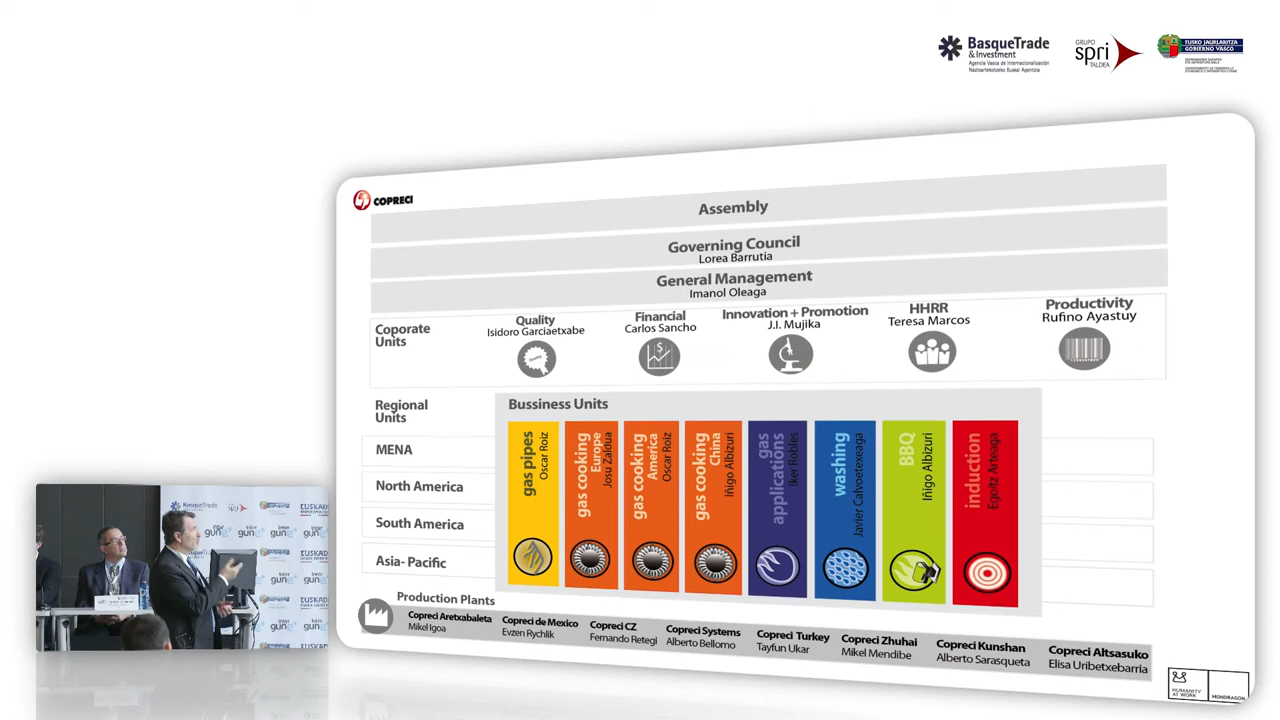 BasqueTrade
& Investment
Agencia Vasca de Internacionalización
Nazioartekotzeko Euskal Agentzia
GRUPO
spri
TALDEA
EUSKO JAURLARITZA
GOBIERNO VASCO
COPRECI
Assembly
Governing Council
Lorea Barrutia
General Management
Imanol Oleaga
Coporate
Units
Quality
Isidoro Garciaetxabe
Financial
Carlos Sancho
Innovation + Promotion
J.I. Mujika
HHRR
Teresa Marcos
Productivity
Rufino Ayastuy
Regional
Units
MENA
North America
South America
Asia- Pacific
Bussiness Units
gas pipes
Oscar Roiz
gas cooking
Europe
Josu Zaldua
gas cooking
America
Oscar Roiz
gas cooking
China
Iñigo Albizuri
gas
applications
Iker Robles
washing
Javier Calvoetexeaga
BBQ
Iñigo Albizuri
induction
Egoitz Arteaga
Production Plants
Copreci Aretxabaleta
Mikel Igoa
Copreci de Mexico
Evzen Rychlik
Copreci CZ
Fernando Retegi
Copreci Systems
Alberto Bellomo
Copreci Turkey
Tayfun Ukar
Copreci Zhuhai
Mikel Mendibe
Copreci Kunshan
Alberto Sarasqueta
Copreci Altsasuko
Elisa Uribetxebarria
HUMANITY
AT WORK
MONDRAGON